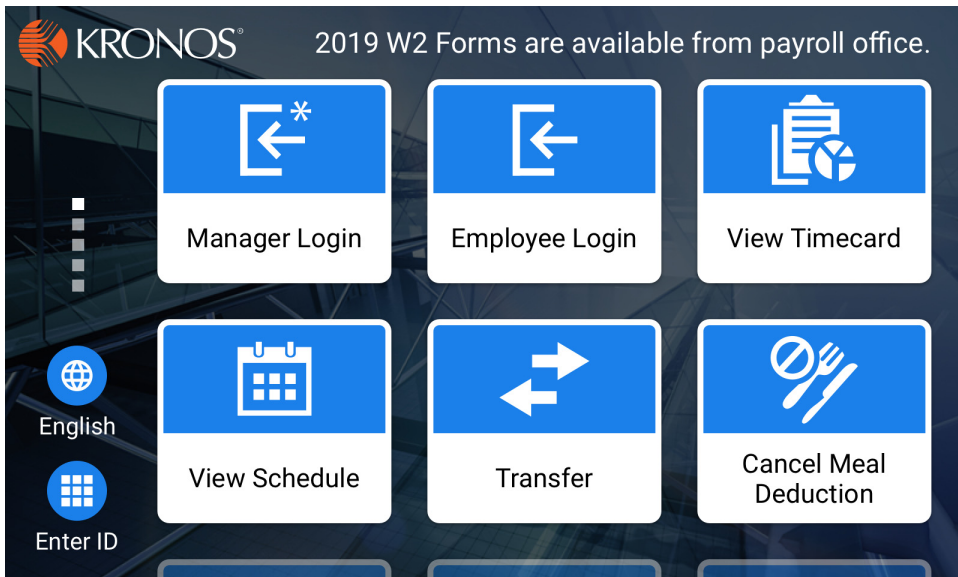 KRONOS®
2019 W2 Forms are available from payroll office.
Manager Login
Employee Login
View Timecard
English
View Schedule
Transfer
Cancel Meal
Deduction
Enter ID